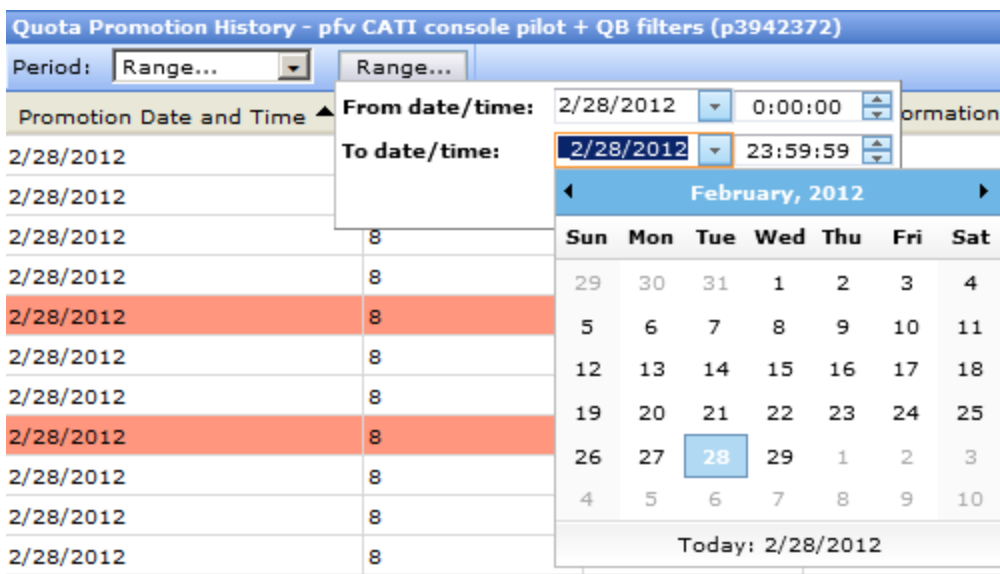 Quota Promotion History - pfv CATI console pilot + QB filters (p3942372)
Period: Range... Range...
Promotion Date and Time
From date/time: 2/28/2012 0:00:00
To date/time: 2/28/2012 23:59:59
February, 2012
Sun Mon Tue Wed Thu Fri Sat
29 30 31 1 2 3 4
5 6 7 8 9 10 11
12 13 14 15 16 17 18
19 20 21 22 23 24 25
26 27 28 29 1 2 3
4 5 6 7 8 9 10
Today: 2/28/2012
2/28/2012
2/28/2012
2/28/2012 8
2/28/2012 8
2/28/2012 8
2/28/2012 8
2/28/2012 8
2/28/2012 8
2/28/2012 8
2/28/2012 8
2/28/2012 8